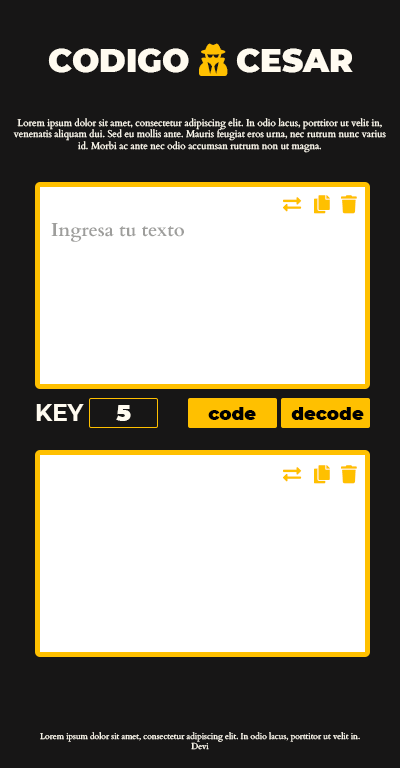 CODIGO CESAR
Lorem ipsum dolor sit amet, consectetur adipiscing elit. In odio lacus, porttitor ut velit in,
venenatis aliquam dui. Sed eu mollis ante. Mauris feugiat eros urna, nec rutrum nunc varius
id. Morbi ac ante nec odio accumsan rutrum non ut magna.
Ingresa tu texto
KEY 5 code decode
Lorem ipsum dolor sit amet, consectetur adipiscing elit. In odio lacus, porttitor ut velit in.
Devi